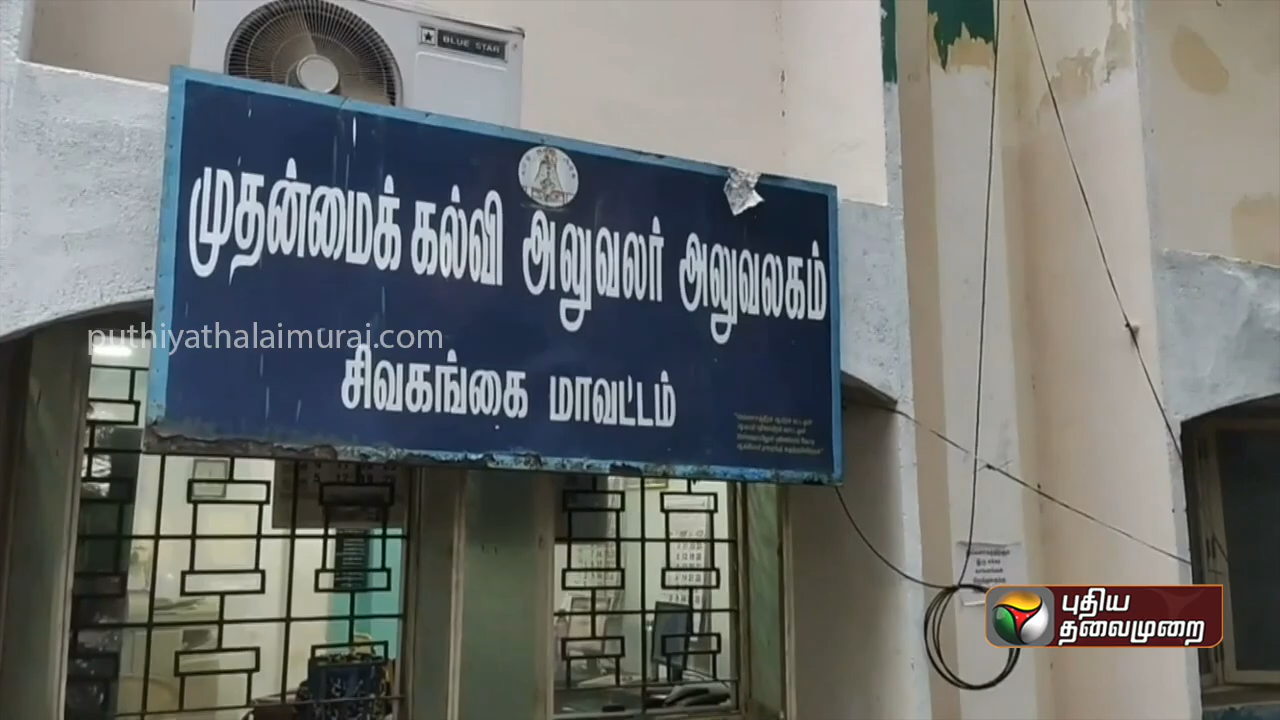 BLUE STAR
முதன்மைக் கல்வி அலுவலர் அலுவலகம்
puthiyathalaimurai.com
சிவகங்கை மாவட்டம்
புதிய
தலைமுறை